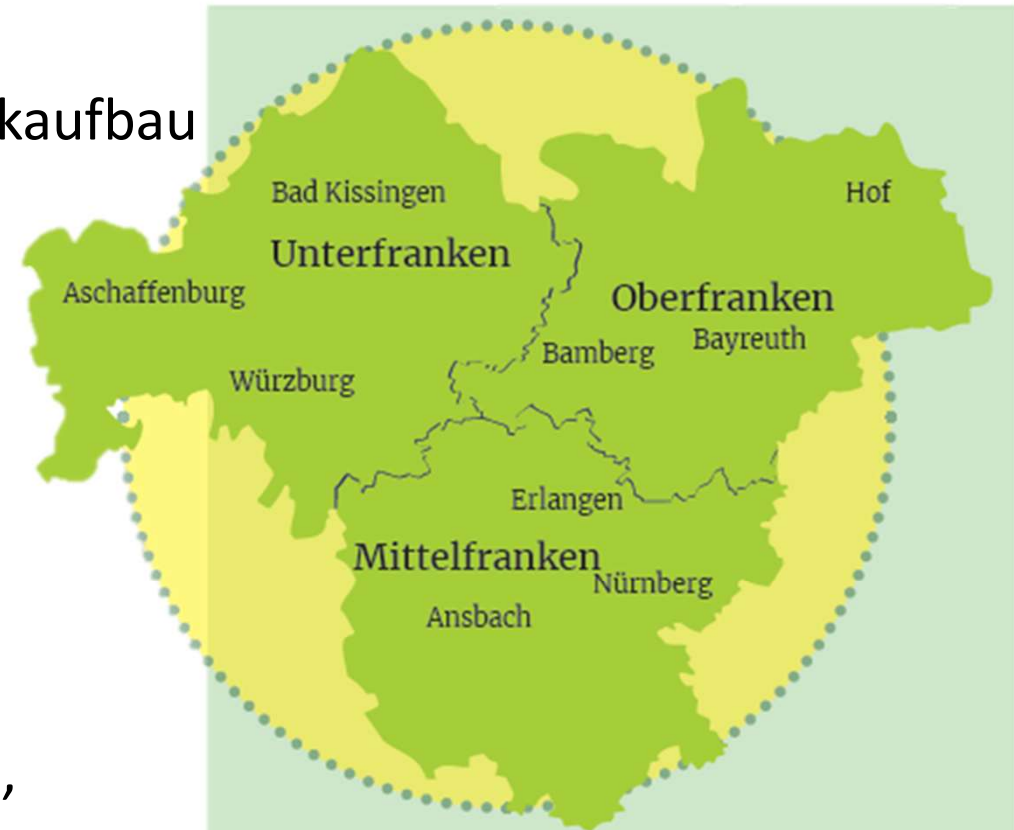 kaufbau
Bad Kissingen
Hof
Unterfranken
Aschaffenburg
Oberfranken
Bayreuth
Bamberg
Würzburg
Erlangen
Mittelfranken
Nürnberg
Ansbach
,